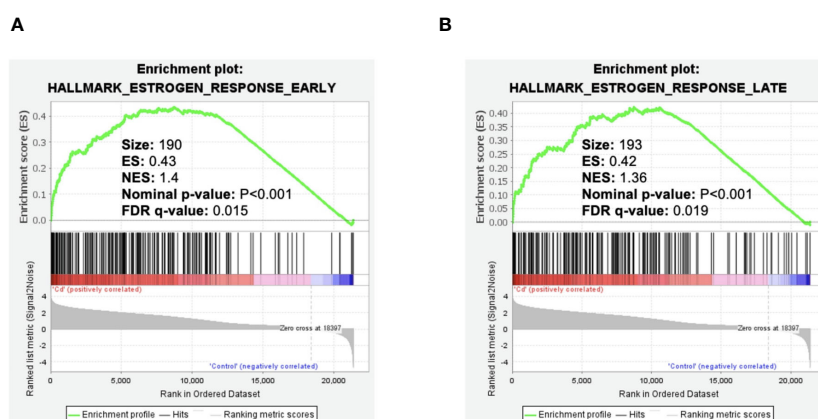 A
Enrichment plot:
HALLMARK_ESTROGEN_RESPONSE_EARLY
Enrichment score (ES)
0.4
0.3
0.2
0.1
0.0
Size: 190
ES: 0.43
NES: 1.4
Nominal p-value: P<0.001
FDR q-value: 0.015
'Cd' (positively correlated)
Ranked list metric (Signal2Noise)
4
2
0
-2
-4
Zero cross at 18397
'Control' (negatively correlated)
0
5,000
10,000
15,000
20,000
Rank in Ordered Dataset
Enrichment profile
Hits
Ranking metric scores
B
Enrichment plot:
HALLMARK_ESTROGEN_RESPONSE_LATE
Enrichment score (ES)
0.40
0.35
0.30
0.25
0.20
0.15
0.10
0.05
0.00
Size: 193
ES: 0.42
NES: 1.36
Nominal p-value: P<0.001
FDR q-value: 0.019
'Cd' (positively correlated)
Ranked list metric (Signal2Noise)
4
2
0
-2
-4
Zero cross at 18397
'Control' (negatively correlated)
0
5,000
10,000
15,000
20,000
Rank in Ordered Dataset
Enrichment profile
Hits
Ranking metric scores